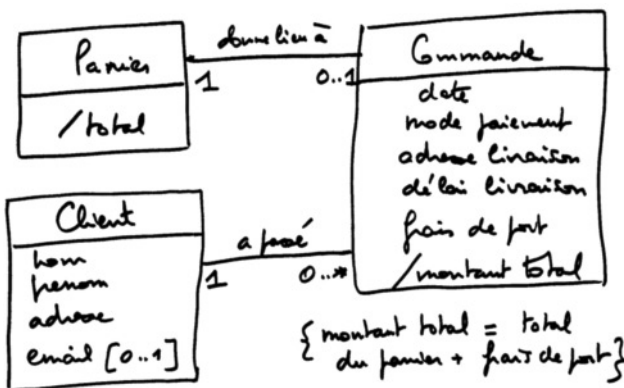 Panier
/total
donne lieu à
1
0..1
Commande
date
mode paiement
adresse livraison
délai livraison
frais de port
/montant total
Client
nom
prenom
adresse
email [0..1]
a passé
1
0..*
{montant total = total
du panier + frais de port}